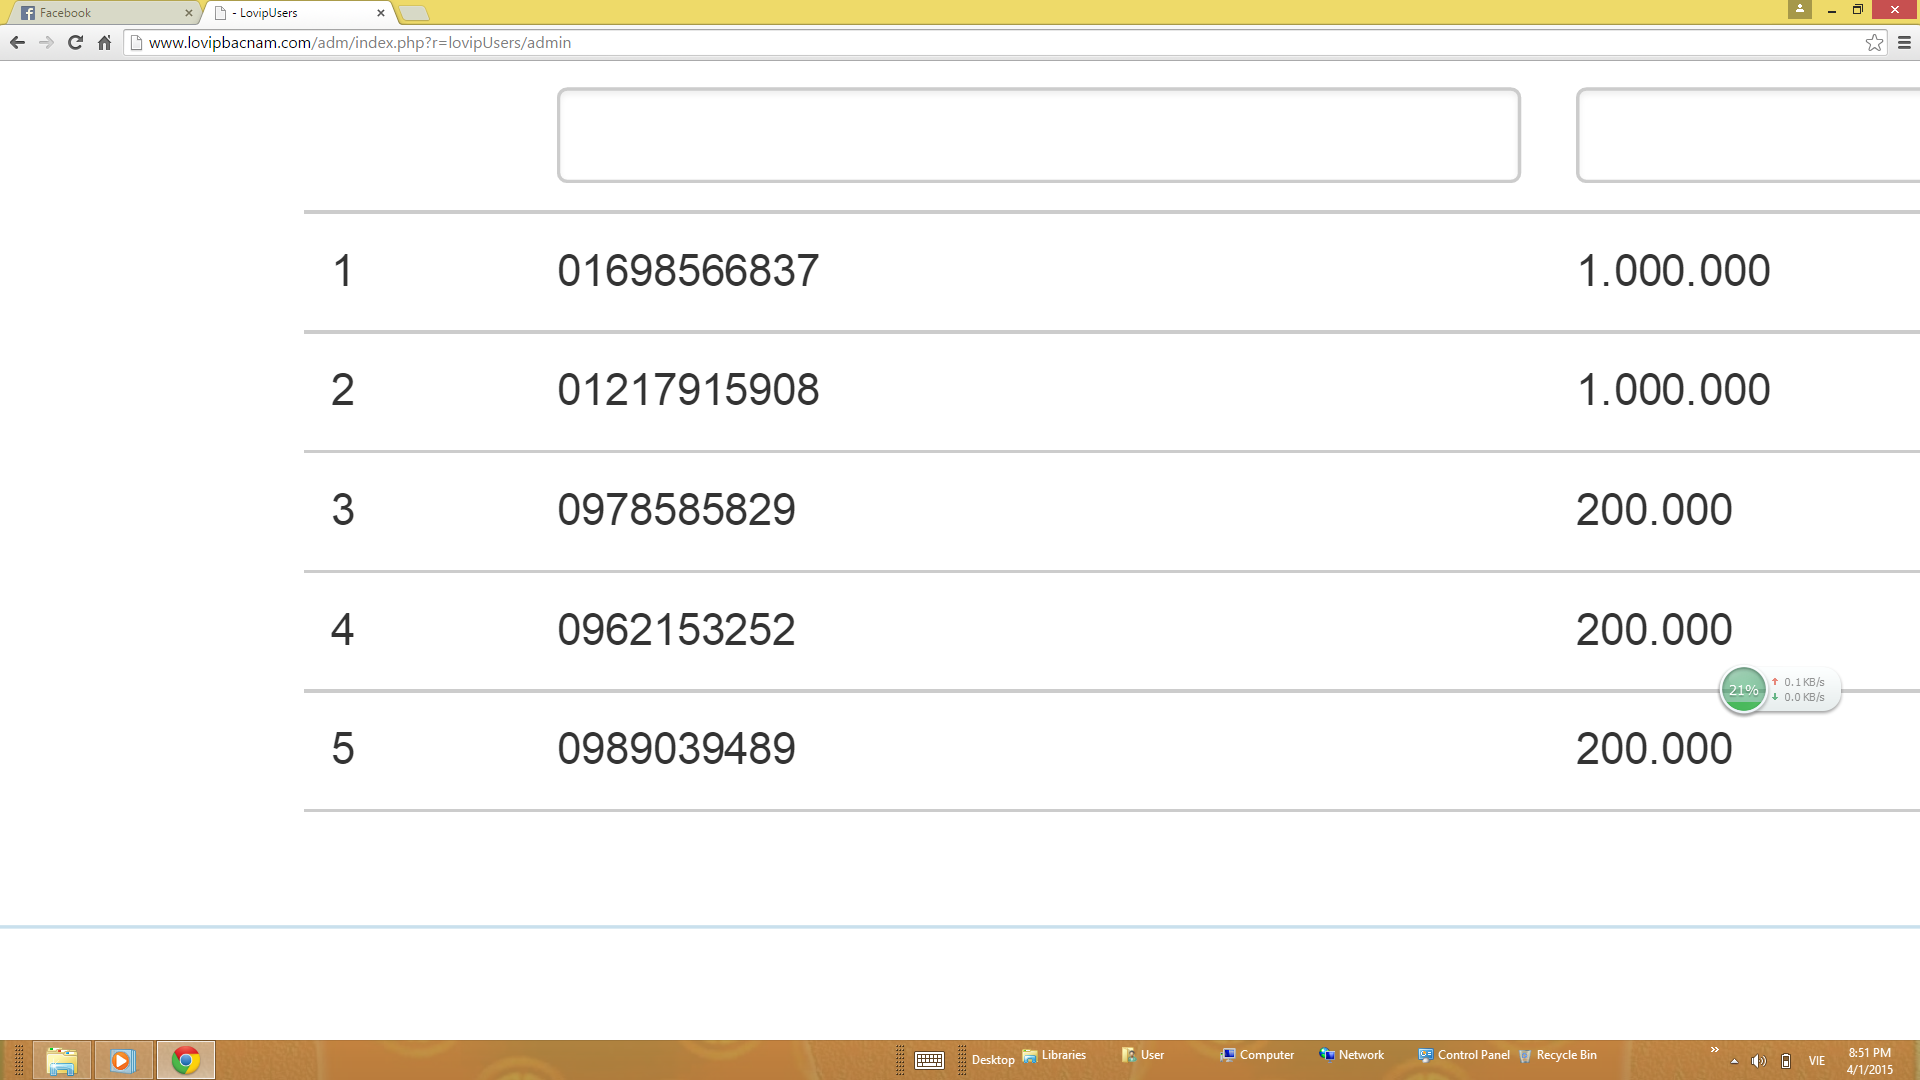 Facebook
- LovipUsers
www.lovipbacnam.com/adm/index.php?r=lovipUsers/admin
1 01698566837 1.000.000
2 01217915908 1.000.000
3 0978585829 200.000
4 0962153252 200.000
21% 0.1 KB/s
0.0 KB/s
5 0989039489 200.000
Desktop Libraries User Computer Network Control Panel Recycle Bin » VIE 8:51 PM
4/1/2015